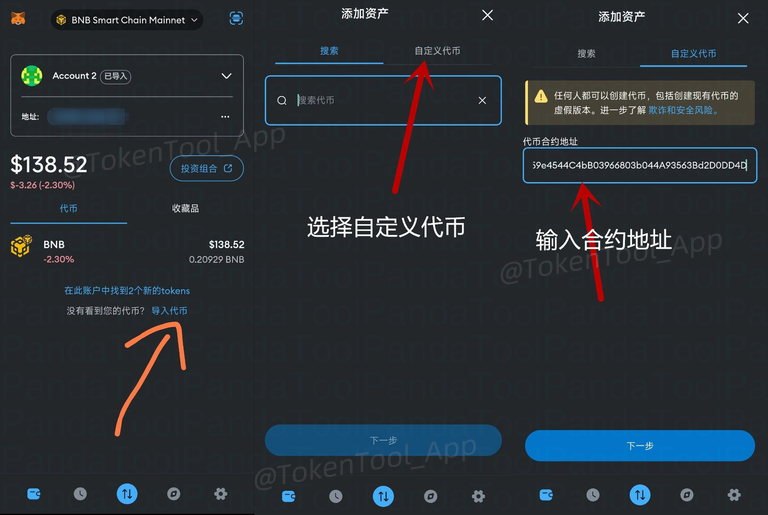 BNB Smart Chain Mainnet
Account 2 已导入
地址:
$138.52
$-3.26 (-2.30%)
投资组合
代币
收藏品
BNB
$138.52
-2.30%
0.20929 BNB
在此账户中找到2个新的tokens
没有看到您的代币? 导入代币
添加资产
搜索
自定义代币
搜索代币
选择自定义代币
下一步
添加资产
搜索
自定义代币
任何人都可以创建代币，包括创建现有代币的
虚假版本。进一步了解 欺诈和安全风险。
代币合约地址
59e4544C4bB03966803b044A93563Bd2D0DD4D
输入合约地址
下一步
@TokenTool_App
@TokenTool_App
@TokenTool_App